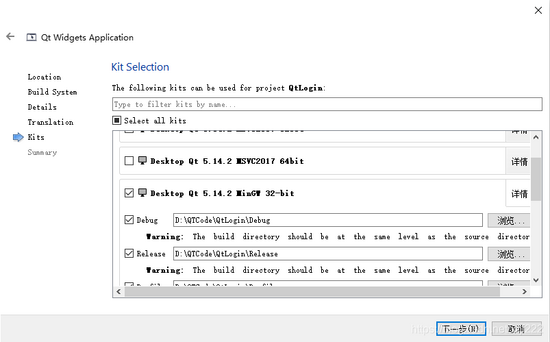 Qt Widgets Application
Kit Selection
Location
Build System
Details
Translation
Kits
Summary
The following kits can be used for project QtLogin:
Type to filter kits by name...
Select all kits
详情
Desktop Qt 5.14.2 MSVC2017 64bit
详情
Desktop Qt 5.14.2 MinGW 32-bit
详情
Debug D:\QTCode\QtLogin\Debug 浏览...
Warning: The build directory should be at the same level as the source director
Release D:\QTCode\QtLogin\Release 浏览...
Warning: The build directory should be at the same level as the source director
下一步(N) 取消